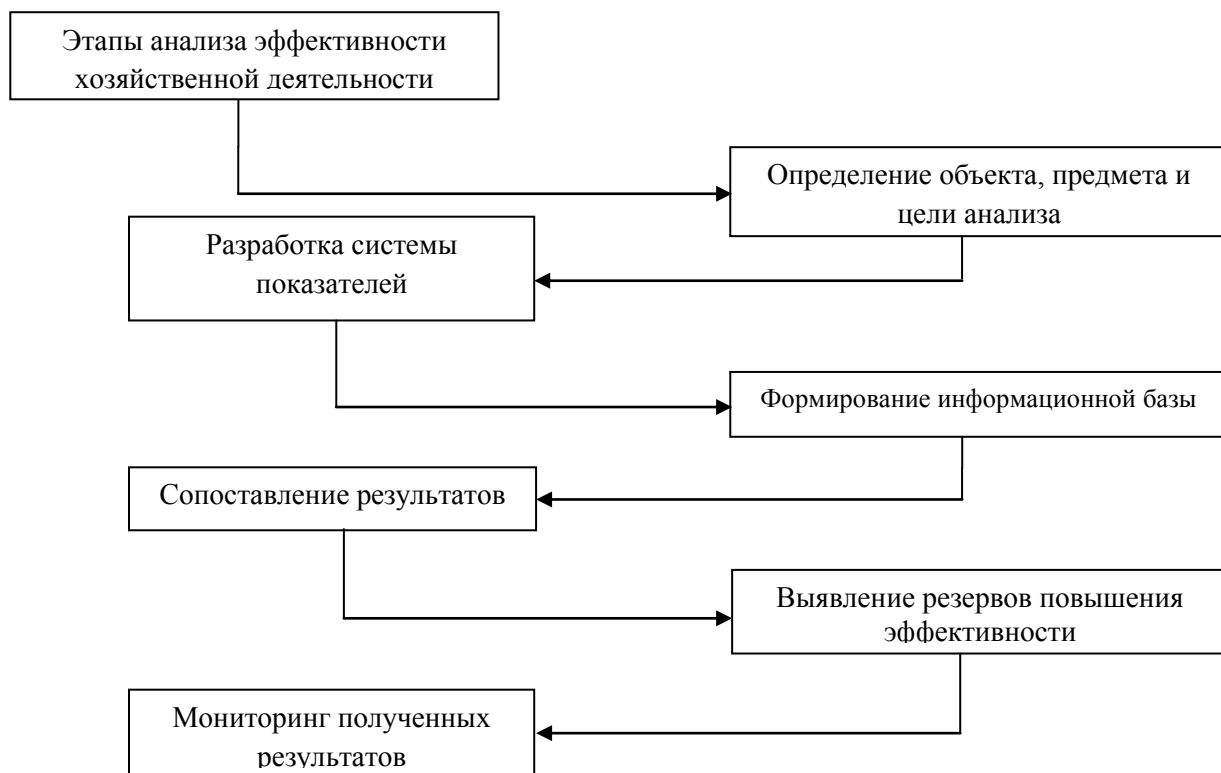 Этапы анализа эффективности
хозяйственной деятельности
Определение объекта, предмета и
цели анализа
Разработка системы
показателей
Формирование информационной базы
Сопоставление результатов
Выявление резервов повышения
эффективности
Мониторинг полученных
результатов